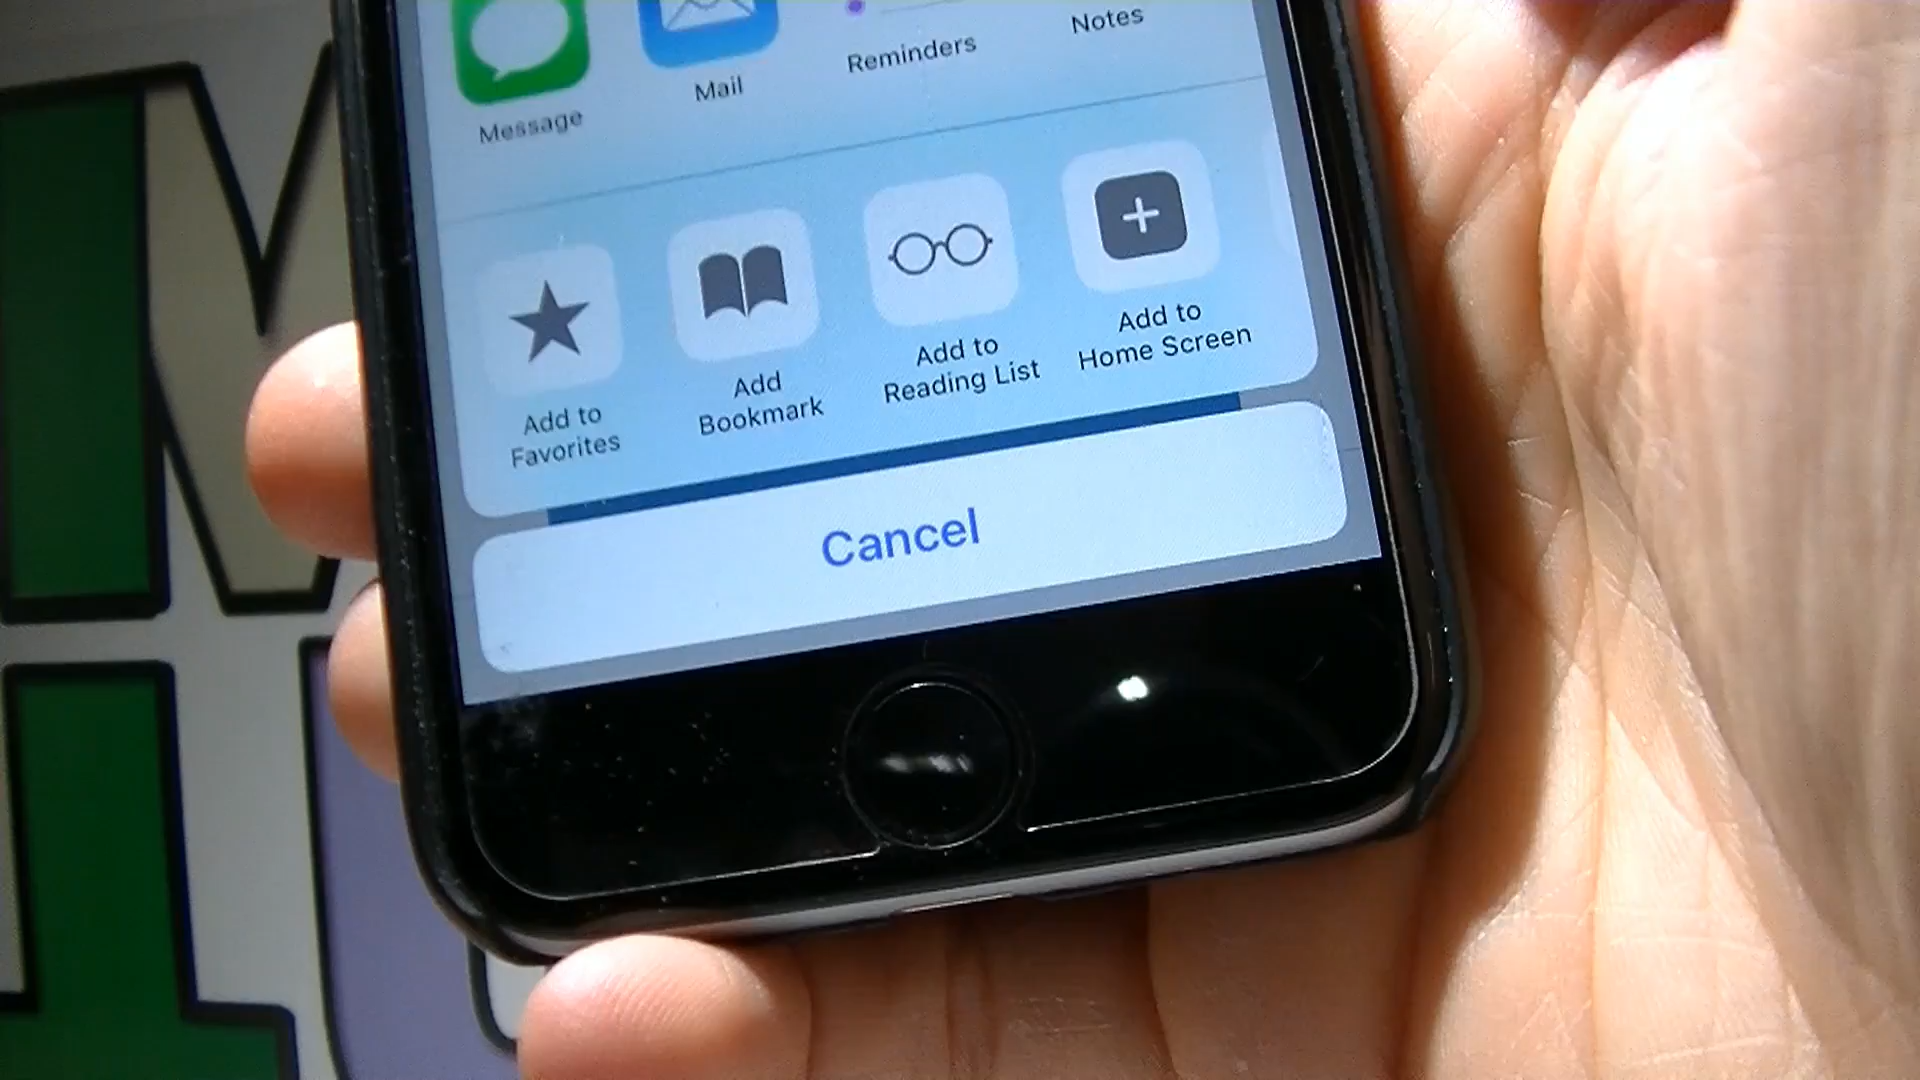 Message
Mail
Reminders
Notes
Add to
Favorites
Add
Bookmark
Add to
Reading List
Add to
Home Screen
Cancel